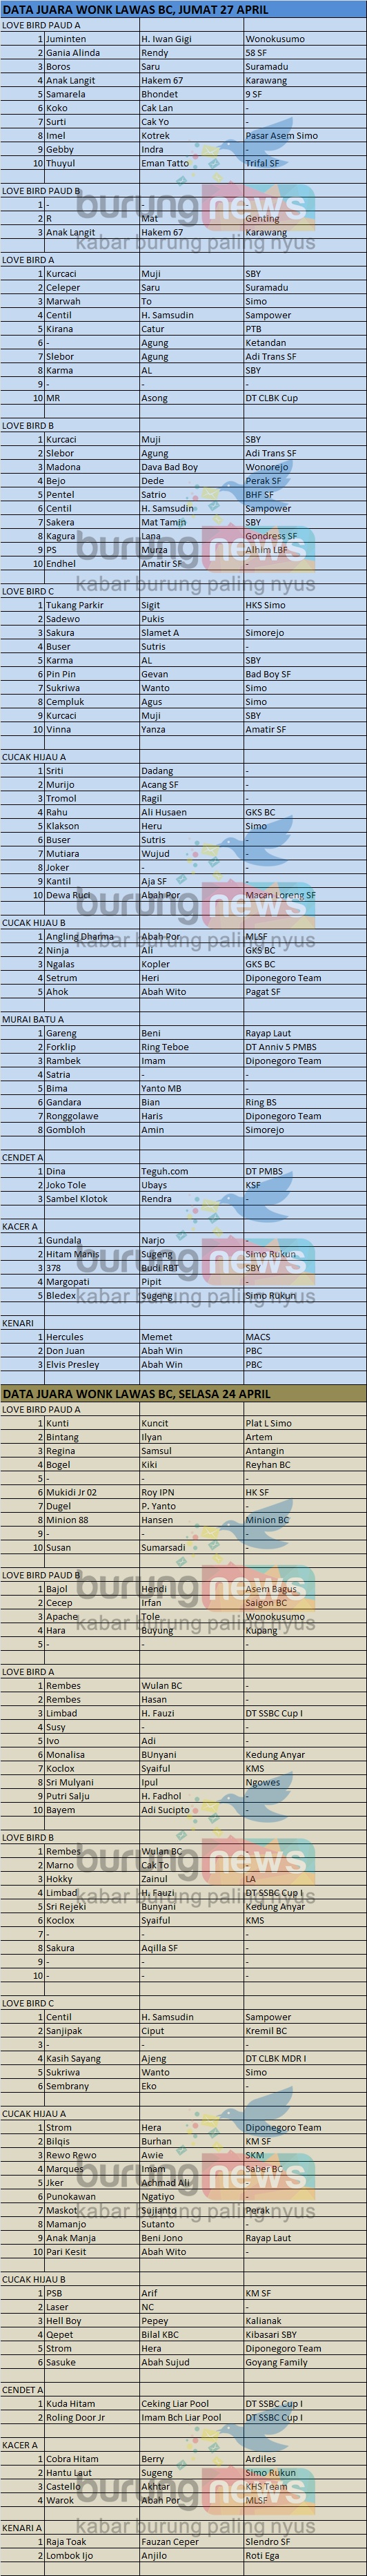 DATA JUARA WONK LAWAS BC, JUMAT 27 APRIL
LOVE BIRD PAUD A
1 Juminten H. Iwan Gigi Wonokusumo
2 Gania Alinda Rendy 58 SF
3 Boros Saru Suramadu
4 Anak Langit Hakem 67 Karawang
5 Samarela Bhondet 9 SF
6 Koko Cak Lan -
7 Surti Cak Yo -
8 Imel Kotrek Pasar Asem Simo
9 Gebby Indra -
10 Thuyul Eman Tatto Trifal SF
LOVE BIRD PAUD B
1 - - -
2 R Mat Genting
3 Anak Langit Hakem 67 Karawang
LOVE BIRD A
1 Kurcaci Muji SBY
2 Celeper Saru Suramadu
3 Marwah To Simo
4 Centil H. Samsudin Sampower
5 Kirana Catur PTB
6 - Agung Ketandan
7 Slebor Agung Adi Trans SF
8 Karma AL SBY
9 - - -
10 MR Asong DT CLBK Cup
LOVE BIRD B
1 Kurcaci Muji SBY
2 Slebor Agung Adi Trans SF
3 Madona Dava Bad Boy Wonorejo
4 Bejo Dede Perak SF
5 Pentel Satrio BHF SF
6 Centil H. Samsudin Sampower
7 Sakera Mat Tamin SBY
8 Kagura Lana Gondress SF
9 PS Murza Alhim LBF
10 Endhel Amatir SF -
LOVE BIRD C
1 Tukang Parkir Sigit HKS Simo
2 Sadewo Pukis -
3 Sakura Slamet A Simorejo
4 Buser Sutris -
5 Karma AL SBY
6 Pin Pin Gevan Bad Boy SF
7 Sukriwa Wanto Simo
8 Cempluk Agus Simo
9 Kurcaci Muji SBY
10 Vinna Yanza Amatir SF
CUCAK HIJAU A
1 Sriti Dadang -
2 Murijo Acang SF -
3 Tromol Ragil -
4 Rahu Ali Husaen GKS BC
5 Klakson Heru Simo
6 Buser Sutris -
7 Mutiara Wujud -
8 Joker - -
9 Kantil Aja SF -
10 Dewa Ruci Abah Por Macan Loreng SF
CUCAK HIJAU B
1 Angling Dharma Abah Por MLSF
2 Ninja Ali GKS BC
3 Ngalas Kopler GKS BC
4 Setrum Heri Diponegoro Team
5 Ahok Abah Wito Pagat SF
MURAI BATU A
1 Gareng Beni Rayap Laut
2 Forklip Ring Teboe DT Anniv 5 PMBS
3 Rambek Imam Diponegoro Team
4 Satria - -
5 Bima Yanto MB -
6 Gandara Bian Ring BS
7 Ronggolawe Haris Diponegoro Team
8 Gombloh Amin Simorejo
CENDET A
1 Dina Teguh.com DT PMBS
2 Joko Tole Ubays KSF
3 Sambel Klotok Rendra -
KACER A
1 Gundala Narjo -
2 Hitam Manis Sugeng Simo Rukun
3 378 Budi RBT SBY
4 Margopati Pipit -
5 Bledex Sugeng Simo Rukun
KENARI
1 Hercules Memet MACS
2 Don Juan Abah Win PBC
3 Elvis Presley Abah Win PBC
DATA JUARA WONK LAWAS BC, SELASA 24 APRIL
LOVE BIRD PAUD A
1 Kunti Kuncit Plat L Simo
2 Bintang Ilyan Artem
3 Regina Samsul Antangin
4 Bogel Kiki Reyhan BC
5 - - -
6 Mukidi Jr 02 Roy IPN HK SF
7 Dugel P. Yanto -
8 Minion 88 Hansen Minion BC
9 - - -
10 Susan Sumarsadi -
LOVE BIRD PAUD B
1 Bajol Hendi Asem Bagus
2 Cecep Irfan Saigon BC
3 Apache Tole Wonokusumo
4 Hara Buyung Kupang
5 - - -
LOVE BIRD A
1 Rembes Wulan BC -
2 Rembes Hasan -
3 Limbad H. Fauzi DT SSBC Cup I
4 Susy - -
5 Ivo Adi -
6 Monalisa BUnyani Kedung Anyar
7 Koclox Syaiful KMS
8 Sri Mulyani Ipul Ngowes
9 Putri Salju H. Fadhol -
10 Bayem Adi Sucipto -
LOVE BIRD B
1 Rembes Wulan BC -
2 Marno Cak To -
3 Hokky Zainul LA
4 Limbad H. Fauzi DT SSBC Cup I
5 Sri Rejeki Bunyani Kedung Anyar
6 Koclox Syaiful KMS
7 - - -
8 Sakura Aqilla SF -
9 - - -
10 - - -
LOVE BIRD C
1 Centil H. Samsudin Sampower
2 Sanjipak Ciput Kremil BC
3 - - -
4 Kasih Sayang Ajeng DT CLBK MDR I
5 Sukriwa Wanto Simo
6 Sembrany Eko -
CUCAK HIJAU A
1 Strom Hera Diponegoro Team
2 Bilqis Burhan KM SF
3 Rewo Rewo Awie SKM
4 Marques Imam Saber BC
5 Jker Achmad Ali -
6 Punokawan Ngatiyo -
7 Maskot Sujianto Perak
8 Mamanjo Sutanto -
9 Anak Manja Beni Jono Rayap Laut
10 Pari Kesit Abah Wito -
CUCAK HIJAU B
1 PSB Arif KM SF
2 Laser NC -
3 Hell Boy Pepey Kalianak
4 Qepet Bilal KBC Kibasari SBY
5 Strom Hera Diponegoro Team
6 Sasuke Abah Sujud Goyang Family
CENDET A
1 Kuda Hitam Ceking Liar Pool DT SSBC Cup I
2 Roling Door Jr Imam Bch Liar Pool DT SSBC Cup I
KACER A
1 Cobra Hitam Berry Ardiles
2 Hantu Laut Sugeng Simo Rukun
3 Castello Akhtar KHS Team
4 Warok Abah Por MLSF
KENARI A
1 Raja Toak Fauzan Ceper Slendro SF
2 Lombok Ijo Anjilo Roti Ega
burungnews
kabar burung paling nyus